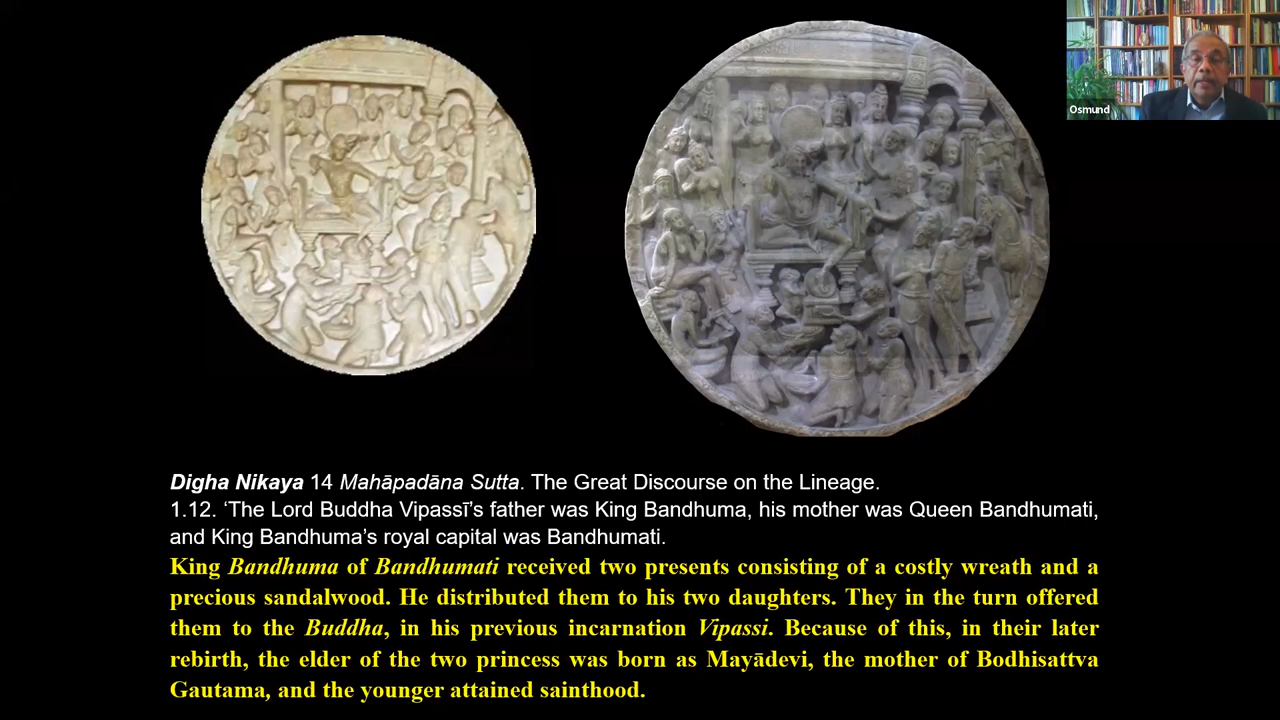 Osmund
Digha Nikaya 14 Mahāpadāna Sutta. The Great Discourse on the Lineage.
1.12. ‘The Lord Buddha Vipassī’s father was King Bandhuma, his mother was Queen Bandhumati,
and King Bandhuma’s royal capital was Bandhumati.
King Bandhuma of Bandhumati received two presents consisting of a costly wreath and a
precious sandalwood. He distributed them to his two daughters. They in the turn offered
them to the Buddha, in his previous incarnation Vipassi. Because of this, in their later
rebirth, the elder of the two princess was born as Mayādevi, the mother of Bodhisattva
Gautama, and the younger attained sainthood.